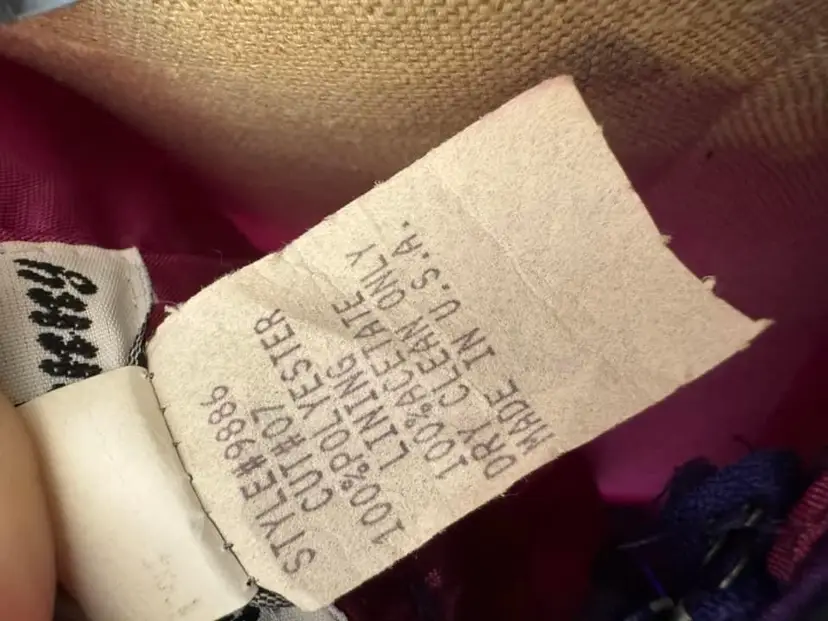 STYLE#9886
CUT#07
100%POLYESTER
LINING
100%ACETATE
DRY CLEAN ONLY
MADE IN U.S.A.